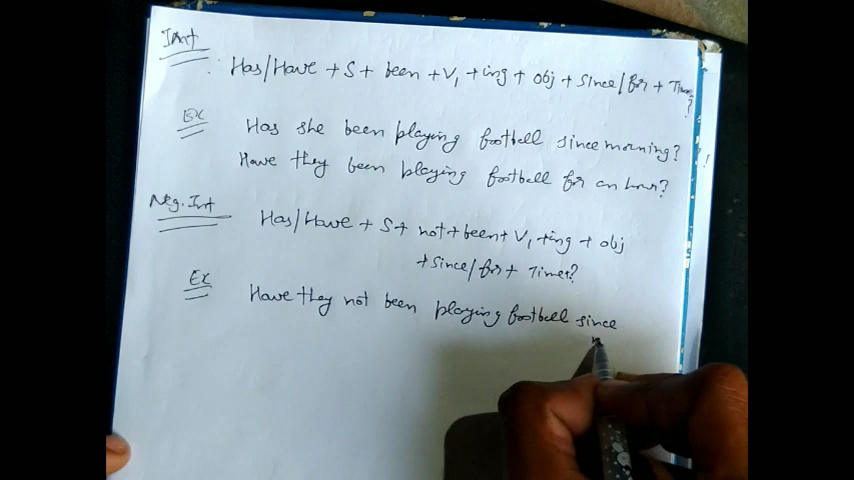 Int
Has/Have + S + been + V1 + ing + obj + since/for + Time
?
Ex
Has she been playing football since morning?
Have they been playing football for an hour?
Neg. Int
Has/Have + S + not + been + V1 + ing + obj
+ since/for + Time?
Ex
Have they not been playing football since